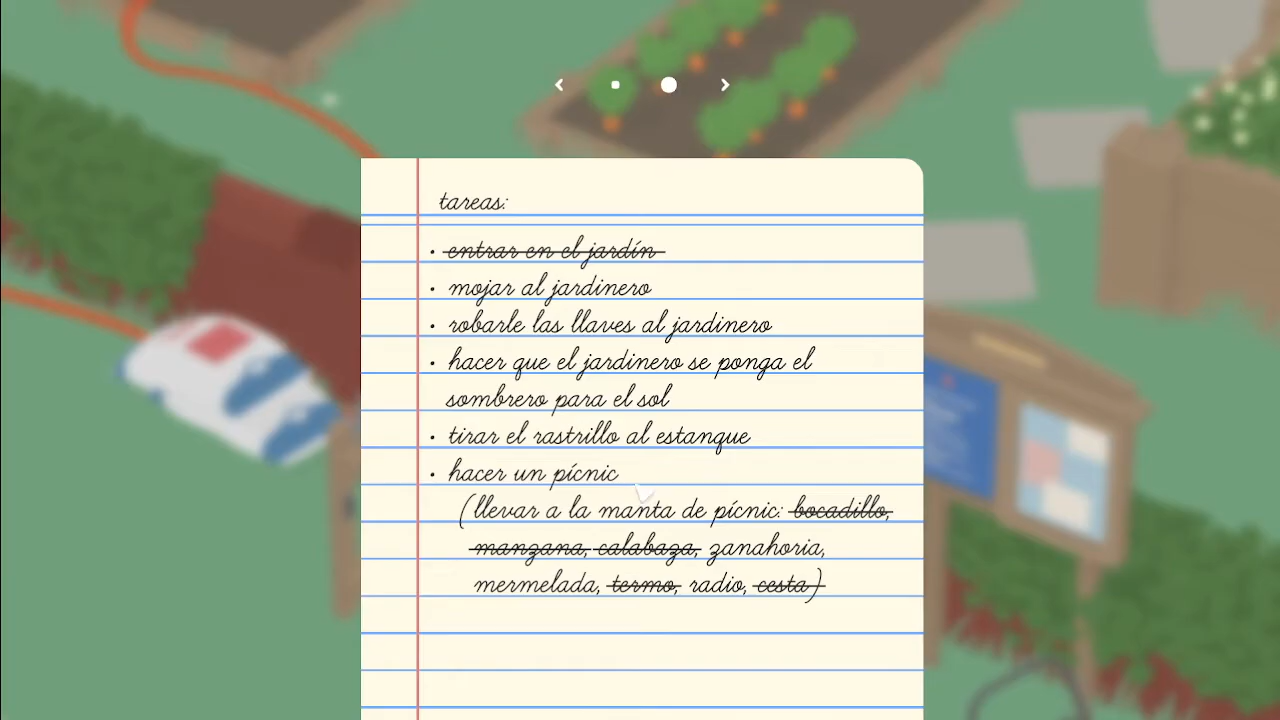 tareas:
• entrar en el jardín
• mojar al jardinero
• robarle las llaves al jardinero
• hacer que el jardinero se ponga el
sombrero para el sol
• tirar el rastrillo al estanque
• hacer un pícnic
(llevar a la manta de pícnic: bocadillo,
manzana, calabaza, zanahoria,
mermelada, termo, radio, cesta)